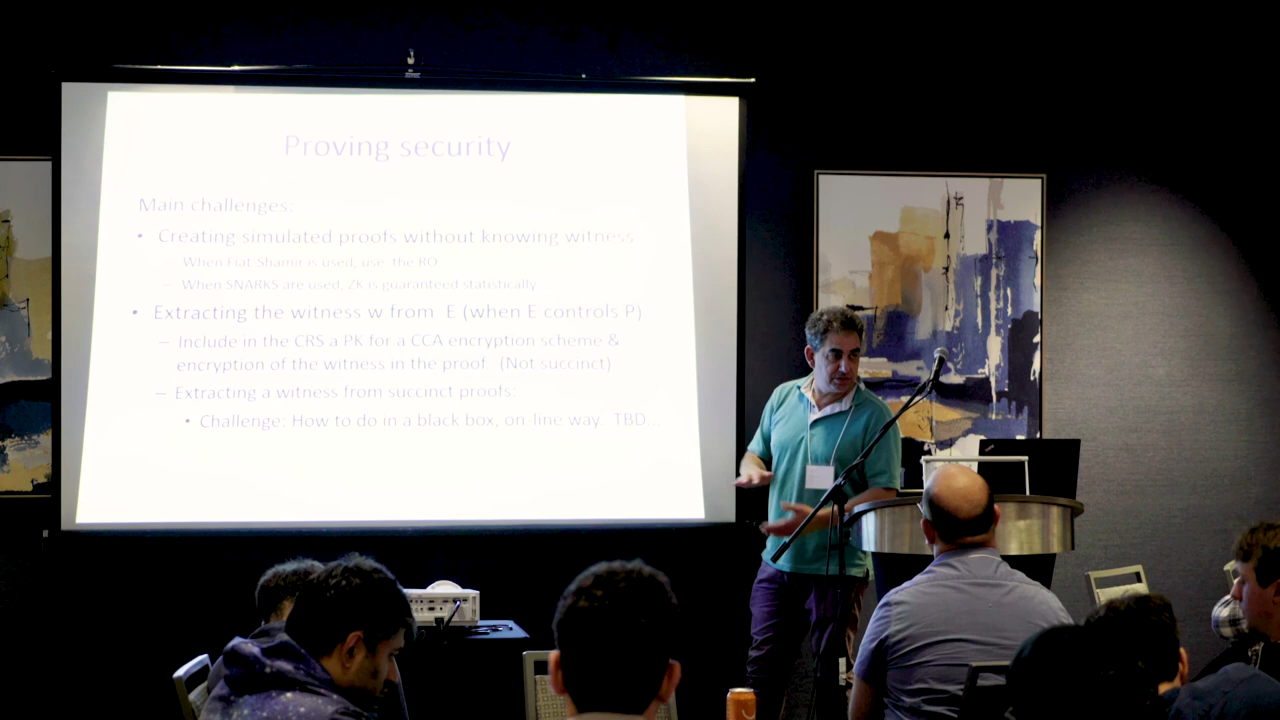 Proving security
Main challenges:
• Creating simulated proofs without knowing witness
– When Fiat-Shamir is used, use the RO
– When SNARKS are used, ZK is guaranteed statistically
• Extracting the witness w from E (when E controls P)
– Include in the CRS a PK for a CCA encryption scheme &
encryption of the witness in the proof. (Not succinct)
– Extracting a witness from succinct proofs:
• Challenge: How to do in a black box, on-line way. TBD...